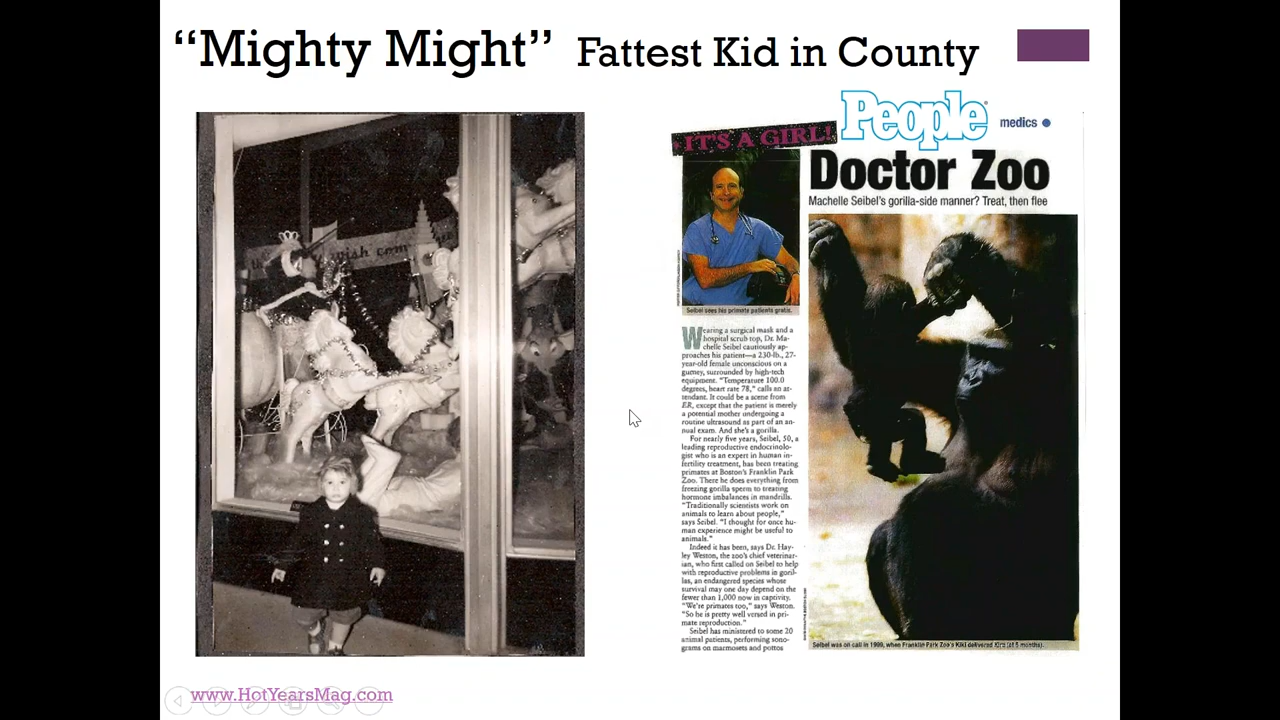 “Mighty Might” Fattest Kid in County
wish com
IT'S A GIRL!
People
medics
Doctor Zoo
Machelle Seibel's gorilla-side manner? Treat, then flee
Seibel sees his primate patients gratis.
Wearing a surgical mask and a
hospital scrub top, Dr. Ma-
chelle Seibel cautiously ap-
proaches his patient—a 230-lb., 27-
year-old female unconscious on a
gurney, surrounded by high-tech
equipment. "Temperature 100.0
degrees, heart rate 78," calls an at-
tendant. It could be a scene from
ER, except that the patient is merely
a potential mother undergoing a
routine ultrasound as part of an an-
nual exam. And she's a gorilla.
For nearly five years, Seibel, 50, a
leading reproductive endocrinolo-
gist who is an expert in human in-
fertility treatment, has been treating
primates at Boston's Franklin Park
Zoo. There he does everything from
freezing gorilla sperm to treating
hormone imbalances in mandrills.
"Traditionally scientists work on
animals to learn about people,"
says Seibel. "I thought for once hu-
man experience might be useful to
animals."
Indeed it has been, says Dr. Hay-
ley Weston, the zoo's chief veterinar-
ian, who first called on Seibel to help
with reproductive problems in goril-
las, an endangered species whose
survival may one day depend on the
fewer than 1,000 now in captivity.
"We're primates too," says Weston.
"So he is pretty well versed in pri-
mate reproduction."
Seibel has ministered to some 20
animal patients, performing sono-
grams on marmosets and pottos
Seibel was on call in 1999, when Franklin Park Zoo's Kiki delivered Kira (at 5 months).
www.HotYearsMag.com